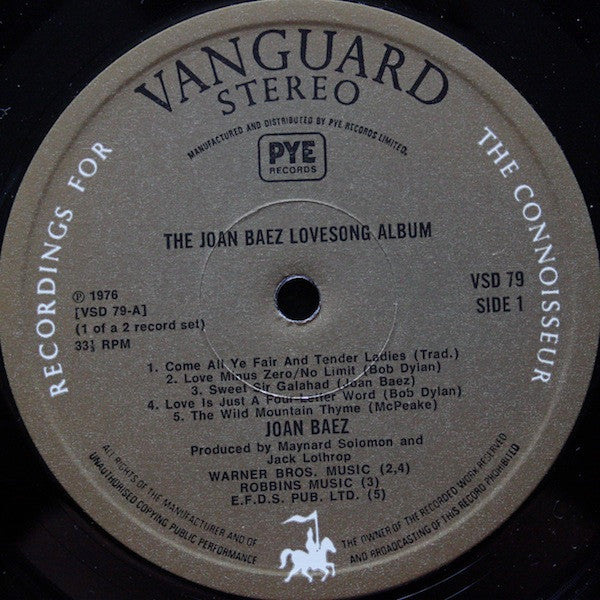 VANGUARD
STEREO
RECORDINGS FOR
THE CONNOISSEUR
MANUFACTURED AND DISTRIBUTED BY PYE RECORDS LIMITED.
PYE
RECORDS
THE JOAN BAEZ LOVESONG ALBUM
℗ 1976
[VSD 79-A]
(1 of a 2 record set)
33⅓ RPM
VSD 79
SIDE 1
1. Come All Ye Fair And Tender Ladies (Trad.)
2. Love Minus Zero/No Limit (Bob Dylan)
3. Sweet Sir Galahad (Joan Baez)
4. Love Is Just A Four Letter Word (Bob Dylan)
5. The Wild Mountain Thyme (McPeake)
JOAN BAEZ
Produced by Maynard Solomon and
Jack Lothrop
WARNER BROS. MUSIC (2,4)
ROBBINS MUSIC (3)
E.F.D.S. PUB. LTD. (5)
ALL RIGHTS OF THE MANUFACTURER AND OF THE OWNER OF THE RECORDED WORK RESERVED
UNAUTHORISED COPYING PUBLIC PERFORMANCE AND BROADCASTING OF THIS RECORD PROHIBITED